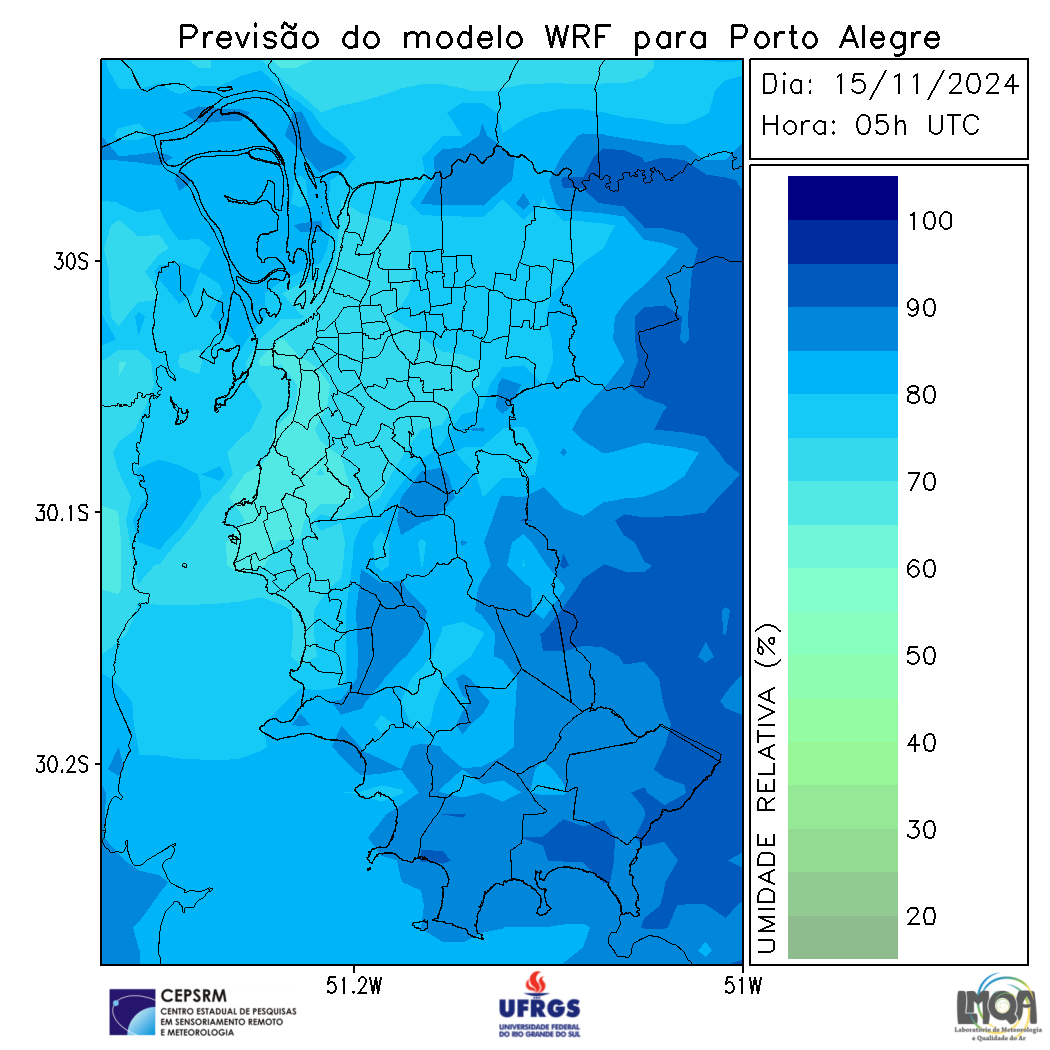 Previsão do modelo WRF para Porto Alegre
Dia: 15/11/2024
Hora: 05h UTC
30S
30.1S
30.2S
51.2W
51W
UMIDADE RELATIVA (%)
100
90
80
70
60
50
40
30
20
CEPSRM
CENTRO ESTADUAL DE PESQUISAS
EM SENSORIAMENTO REMOTO
E METEOROLOGIA
UFRGS
UNIVERSIDADE FEDERAL
DO RIO GRANDE DO SUL
LMQA
Laboratório de Meteorologia
e Qualidade do Ar